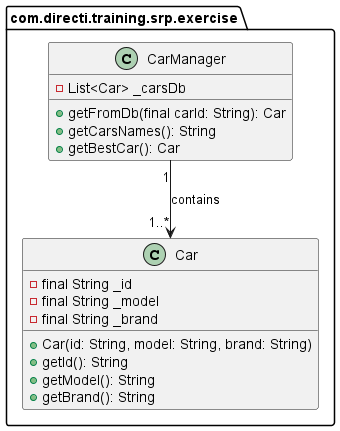 com.directi.training.srp.exercise
C CarManager
List<Car> _carsDb
getFromDb(final carId: String): Car
getCarsNames(): String
getBestCar(): Car
1
contains
1..*
C Car
final String _id
final String _model
final String _brand
Car(id: String, model: String, brand: String)
getId(): String
getModel(): String
getBrand(): String